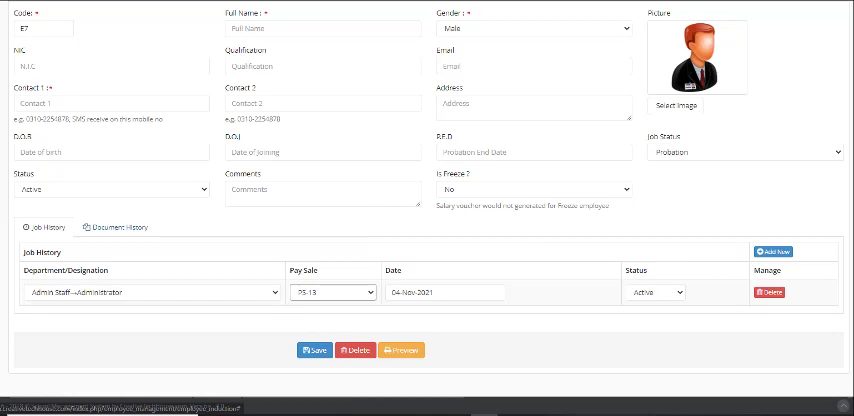 Code: * Full Name : * Gender : * Picture
E7 Full Name Male
NIC Qualification Email
N.I.C Qualification Email
Contact 1 :* Contact 2 Address
Contact 1 Contact 2 Address
Select Image
e.g. 0310-2254878, SMS receive on this mobile no e.g. 0310-2254878
D.O.B D.O.J P.E.D Job Status
Date of birth Date of Joining Probation End Date Probation
Status Comments Is Freeze ?
Active Comments No
Salary voucher would not generated for Freeze employee
Job History Document History
Job History Add New
Department/Designation Pay Sale Date Status Manage
Admin Staff→Administrator PS-13 04-Nov-2021 Active Delete
Save Delete Preview